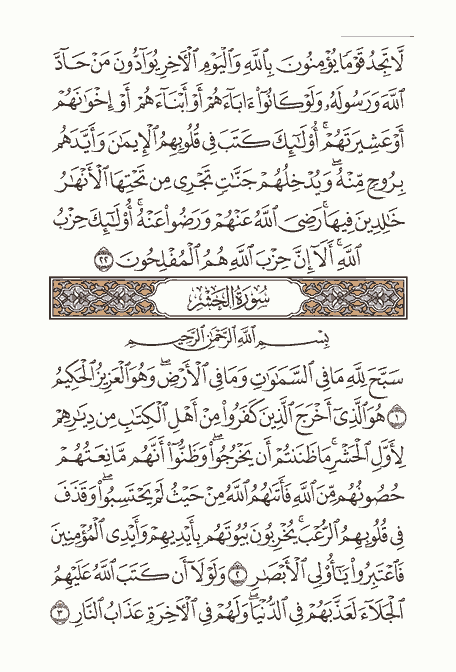 لَّا تَجِدُ قَوْمًا يُؤْمِنُونَ بِٱللَّهِ وَٱلْيَوْمِ ٱلْءَاخِرِ يُوَآدُّونَ مَنْ حَآدَّ
ٱللَّهَ وَرَسُولَهُۥ وَلَوْ كَانُوٓا۟ ءَابَآءَهُمْ أَوْ أَبْنَآءَهُمْ أَوْ إِخْوَٰنَهُمْ
أَوْ عَشِيرَتَهُمْ ۚ أُو۟لَٰٓئِكَ كَتَبَ فِى قُلُوبِهِمُ ٱلْإِيمَٰنَ وَأَيَّدَهُم
بِرُوحٍ مِّنْهُ ۖ وَيُدْخِلُهُمْ جَنَّٰتٍ تَجْرِى مِن تَحْتِهَا ٱلْأَنْهَٰرُ
خَٰلِدِينَ فِيهَا ۚ رَضِىَ ٱللَّهُ عَنْهُمْ وَرَضُوا۟ عَنْهُ ۚ أُو۟لَٰٓئِكَ حِزْبُ
ٱللَّهِ ۚ أَلَآ إِنَّ حِزْبَ ٱللَّهِ هُمُ ٱلْمُفْلِحُونَ ٢٢
سُورَةُ الحَشْرِ
بِسْمِ ٱللَّهِ ٱلرَّحْمَٰنِ ٱلرَّحِيمِ
سَبَّحَ لِلَّهِ مَا فِى ٱلسَّمَٰوَٰتِ وَمَا فِى ٱلْأَرْضِ ۖ وَهُوَ ٱلْعَزِيزُ ٱلْحَكِيمُ
١ هُوَ ٱلَّذِىٓ أَخْرَجَ ٱلَّذِينَ كَفَرُوا۟ مِنْ أَهْلِ ٱلْكِتَٰبِ مِن دِيَٰرِهِمْ
لِأَوَّلِ ٱلْحَشْرِ ۚ مَا ظَنَنتُمْ أَن يَخْرُجُوا۟ ۖ وَظَنُّوٓا۟ أَنَّهُم مَّانِعَتُهُمْ
حُصُونُهُم مِّنَ ٱللَّهِ فَأَتَىٰهُمُ ٱللَّهُ مِنْ حَيْثُ لَمْ يَحْتَسِبُوا۟ ۖ وَقَذَفَ
فِى قُلُوبِهِمُ ٱلرُّعْبَ ۚ يُخْرِبُونَ بُيُوتَهُم بِأَيْدِيهِمْ وَأَيْدِى ٱلْمُؤْمِنِينَ
فَٱعْتَبِرُوا۟ يَٰٓأُو۟لِى ٱلْأَبْصَٰرِ ٢ وَلَوْلَآ أَن كَتَبَ ٱللَّهُ عَلَيْهِمُ
ٱلْجَلَآءَ لَعَذَّبَهُمْ فِى ٱلدُّنْيَا ۖ وَلَهُمْ فِى ٱلْءَاخِرَةِ عَذَابُ ٱلنَّارِ ٣